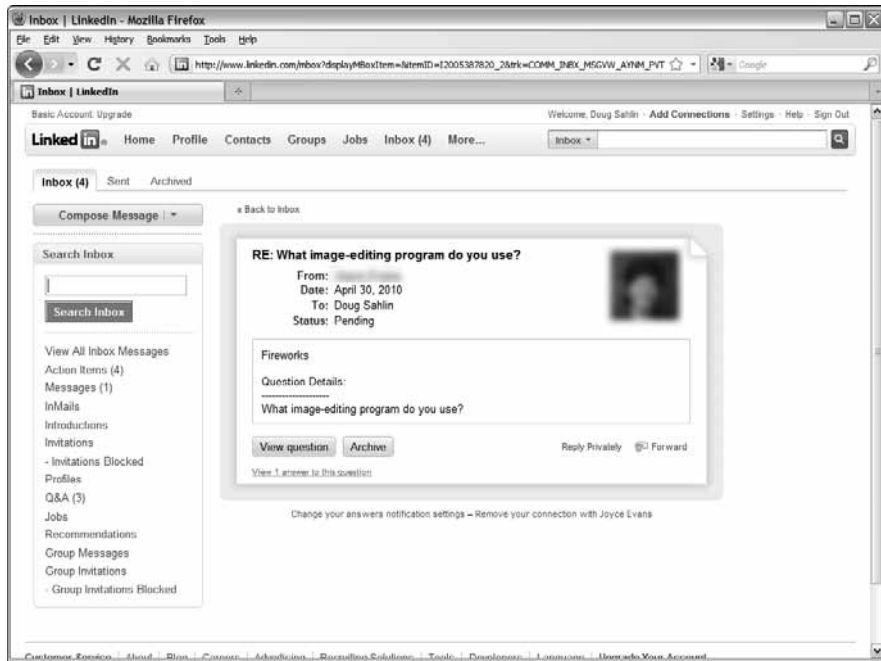 Inbox | LinkedIn - Mozilla Firefox
File Edit View History Bookmarks Tools Help
http://www.linkedin.com/mbox?displayMBoxItem=&itemID=I2005387820_2&trk=COMM_INBX_MSGVW_AYNM_PVT Google
Inbox | LinkedIn
Basic Account: Upgrade Welcome, Doug Sahlin · Add Connections · Settings · Help · Sign Out
Linked in Home Profile Contacts Groups Jobs Inbox (4) More... Inbox
Inbox (4) Sent Archived
Compose Message
« Back to Inbox
Search Inbox
Search Inbox
View All Inbox Messages
Action Items (4)
Messages (1)
InMails
Introductions
Invitations
- Invitations Blocked
Profiles
Q&A (3)
Jobs
Recommendations
Group Messages
Group Invitations
- Group Invitations Blocked
RE: What image-editing program do you use?
From:
Date: April 30, 2010
To: Doug Sahlin
Status: Pending
Fireworks
Question Details:
--------------------
What image-editing program do you use?
View question Archive Reply Privately Forward
View 1 answer to this question
Change your answers notification settings – Remove your connection with Joyce Evans
Customer Service | About | Blog | Careers | Advertising | Recruiting Solutions | Tools | Developers | Language | Upgrade Your Account